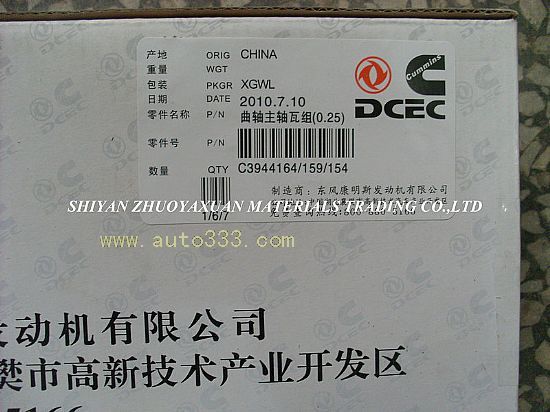 产地 ORIG CHINA
重量 WGT
包装 PKGR XGWL
日期 DATE 2010.7.10
零件名称 P/N 曲轴主轴瓦组(0.25)
零件号 P/N
数量 QTY C3944164/159/154
Cummins
DCEC
制造商：东风康明斯发动机有限公司
1/6/7
SHIYAN ZHUOYAXUAN MATERIALS TRADING CO.,LTD
www.auto333.com
发动机有限公司
樊市高新技术产业开发区